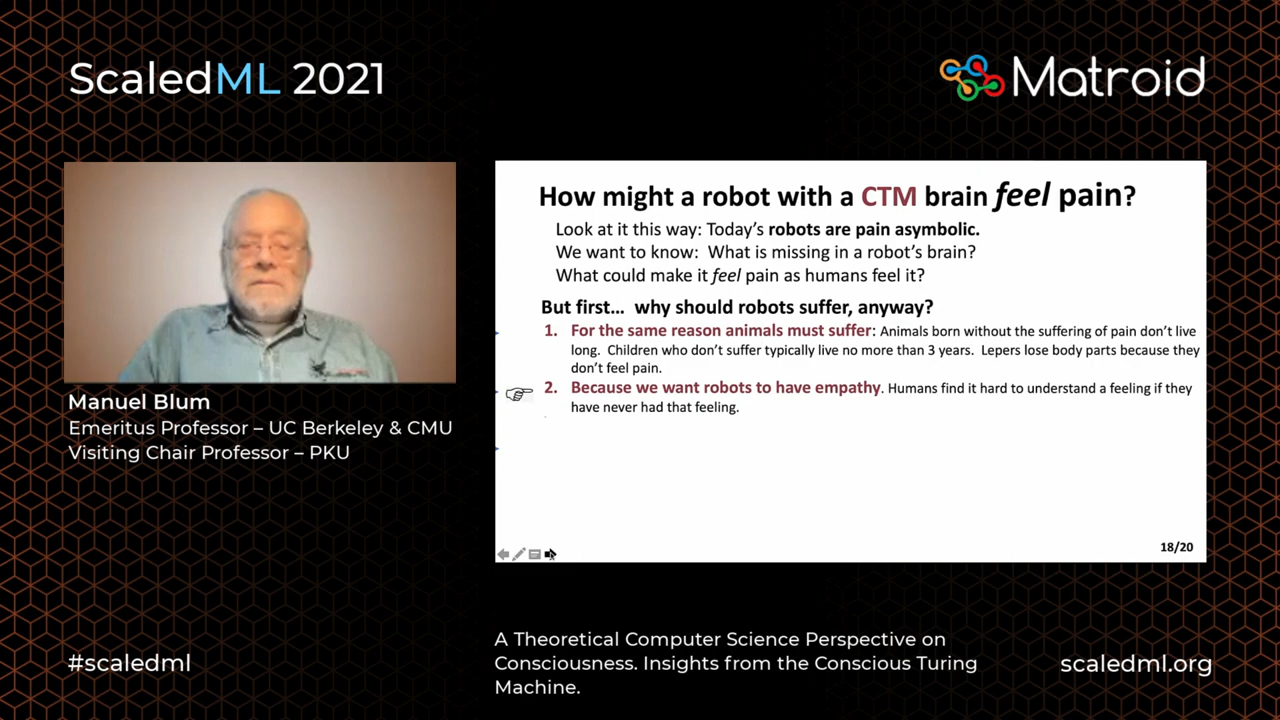 ScaledML 2021
Matroid
How might a robot with a CTM brain feel pain?
Look at it this way: Today's robots are pain asymbolic.
We want to know: What is missing in a robot's brain?
What could make it feel pain as humans feel it?
But first... why should robots suffer, anyway?
1. For the same reason animals must suffer: Animals born without the suffering of pain don't live
long. Children who don't suffer typically live no more than 3 years. Lepers lose body parts because they
don't feel pain.
2. Because we want robots to have empathy. Humans find it hard to understand a feeling if they
have never had that feeling.
18/20
Manuel Blum
Emeritus Professor – UC Berkeley & CMU
Visiting Chair Professor – PKU
#scaledml
A Theoretical Computer Science Perspective on
Consciousness. Insights from the Conscious Turing
Machine.
scaledml.org